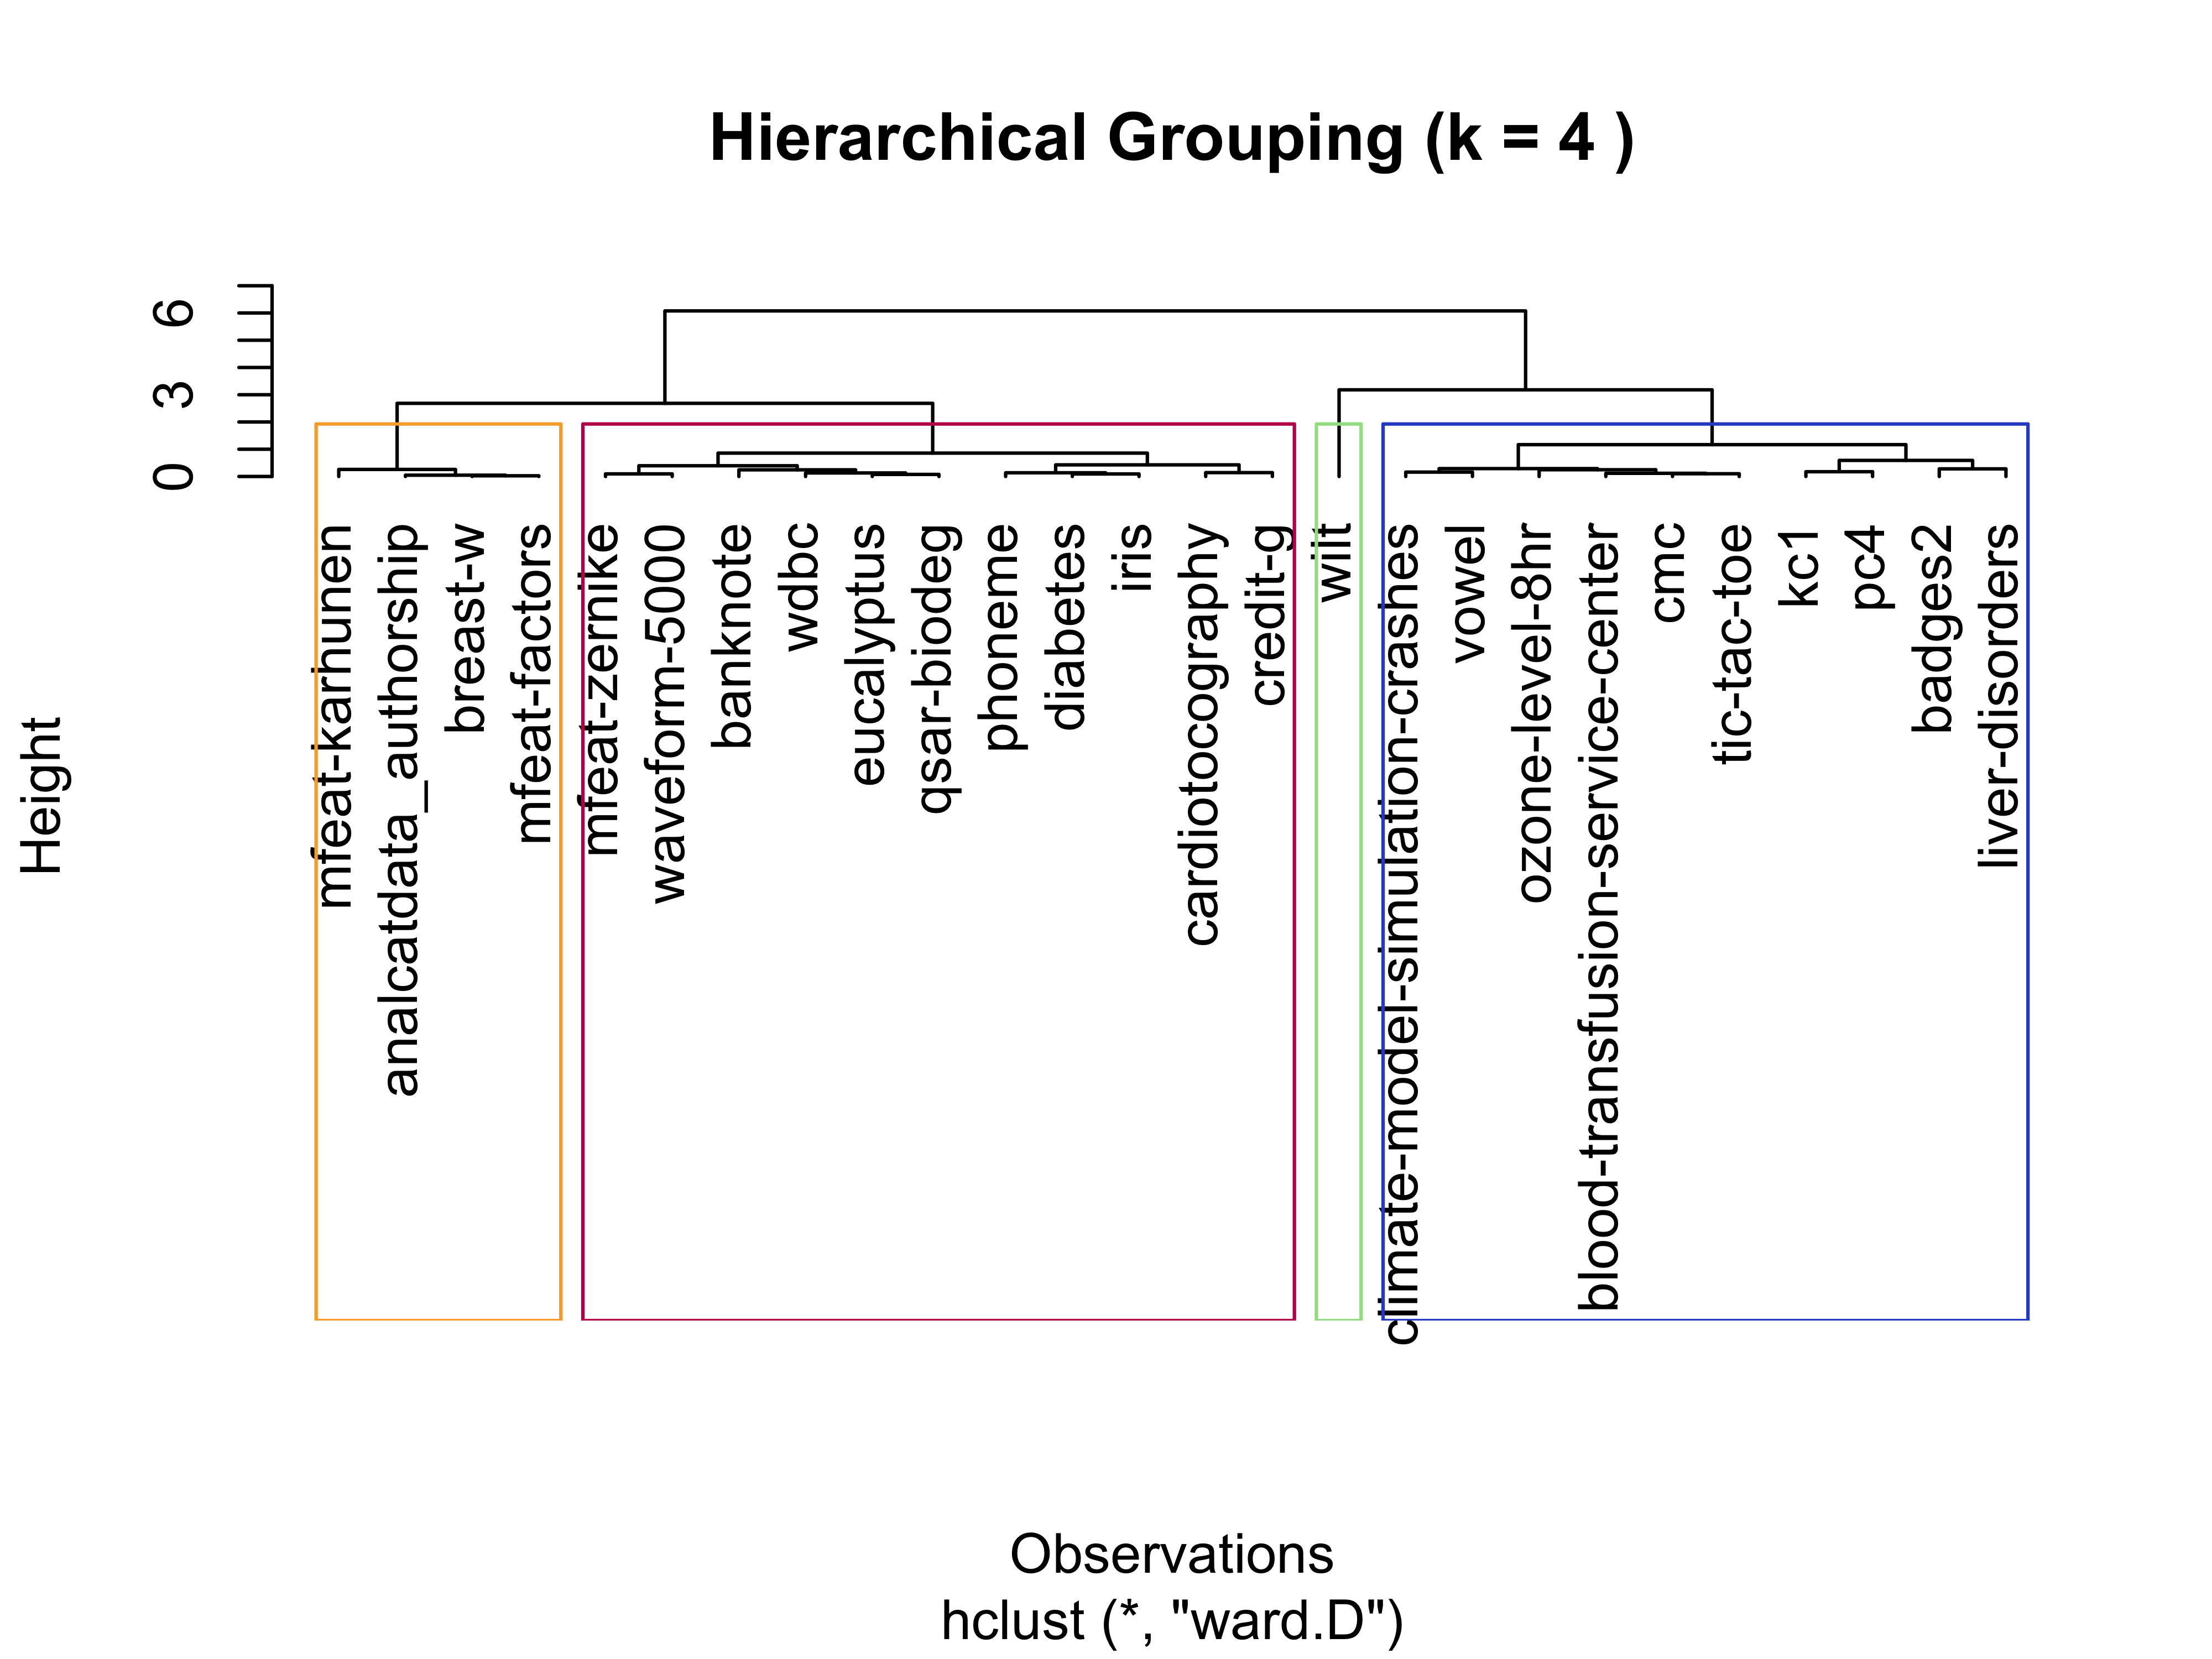 Hierarchical Grouping (k = 4 )
Height
0
3
6
mfeat-karhunen
analcatdata_authorship
breast-w
mfeat-factors
mfeat-zernike
waveform-5000
banknote
wdbc
eucalyptus
qsar-biodeg
phoneme
diabetes
iris
cardiotocography
credit-g
wilt
climate-model-simulation-crashes
vowel
ozone-level-8hr
blood-transfusion-service-center
cmc
tic-tac-toe
kc1
pc4
badges2
liver-disorders
Observations
hclust (*, "ward.D")